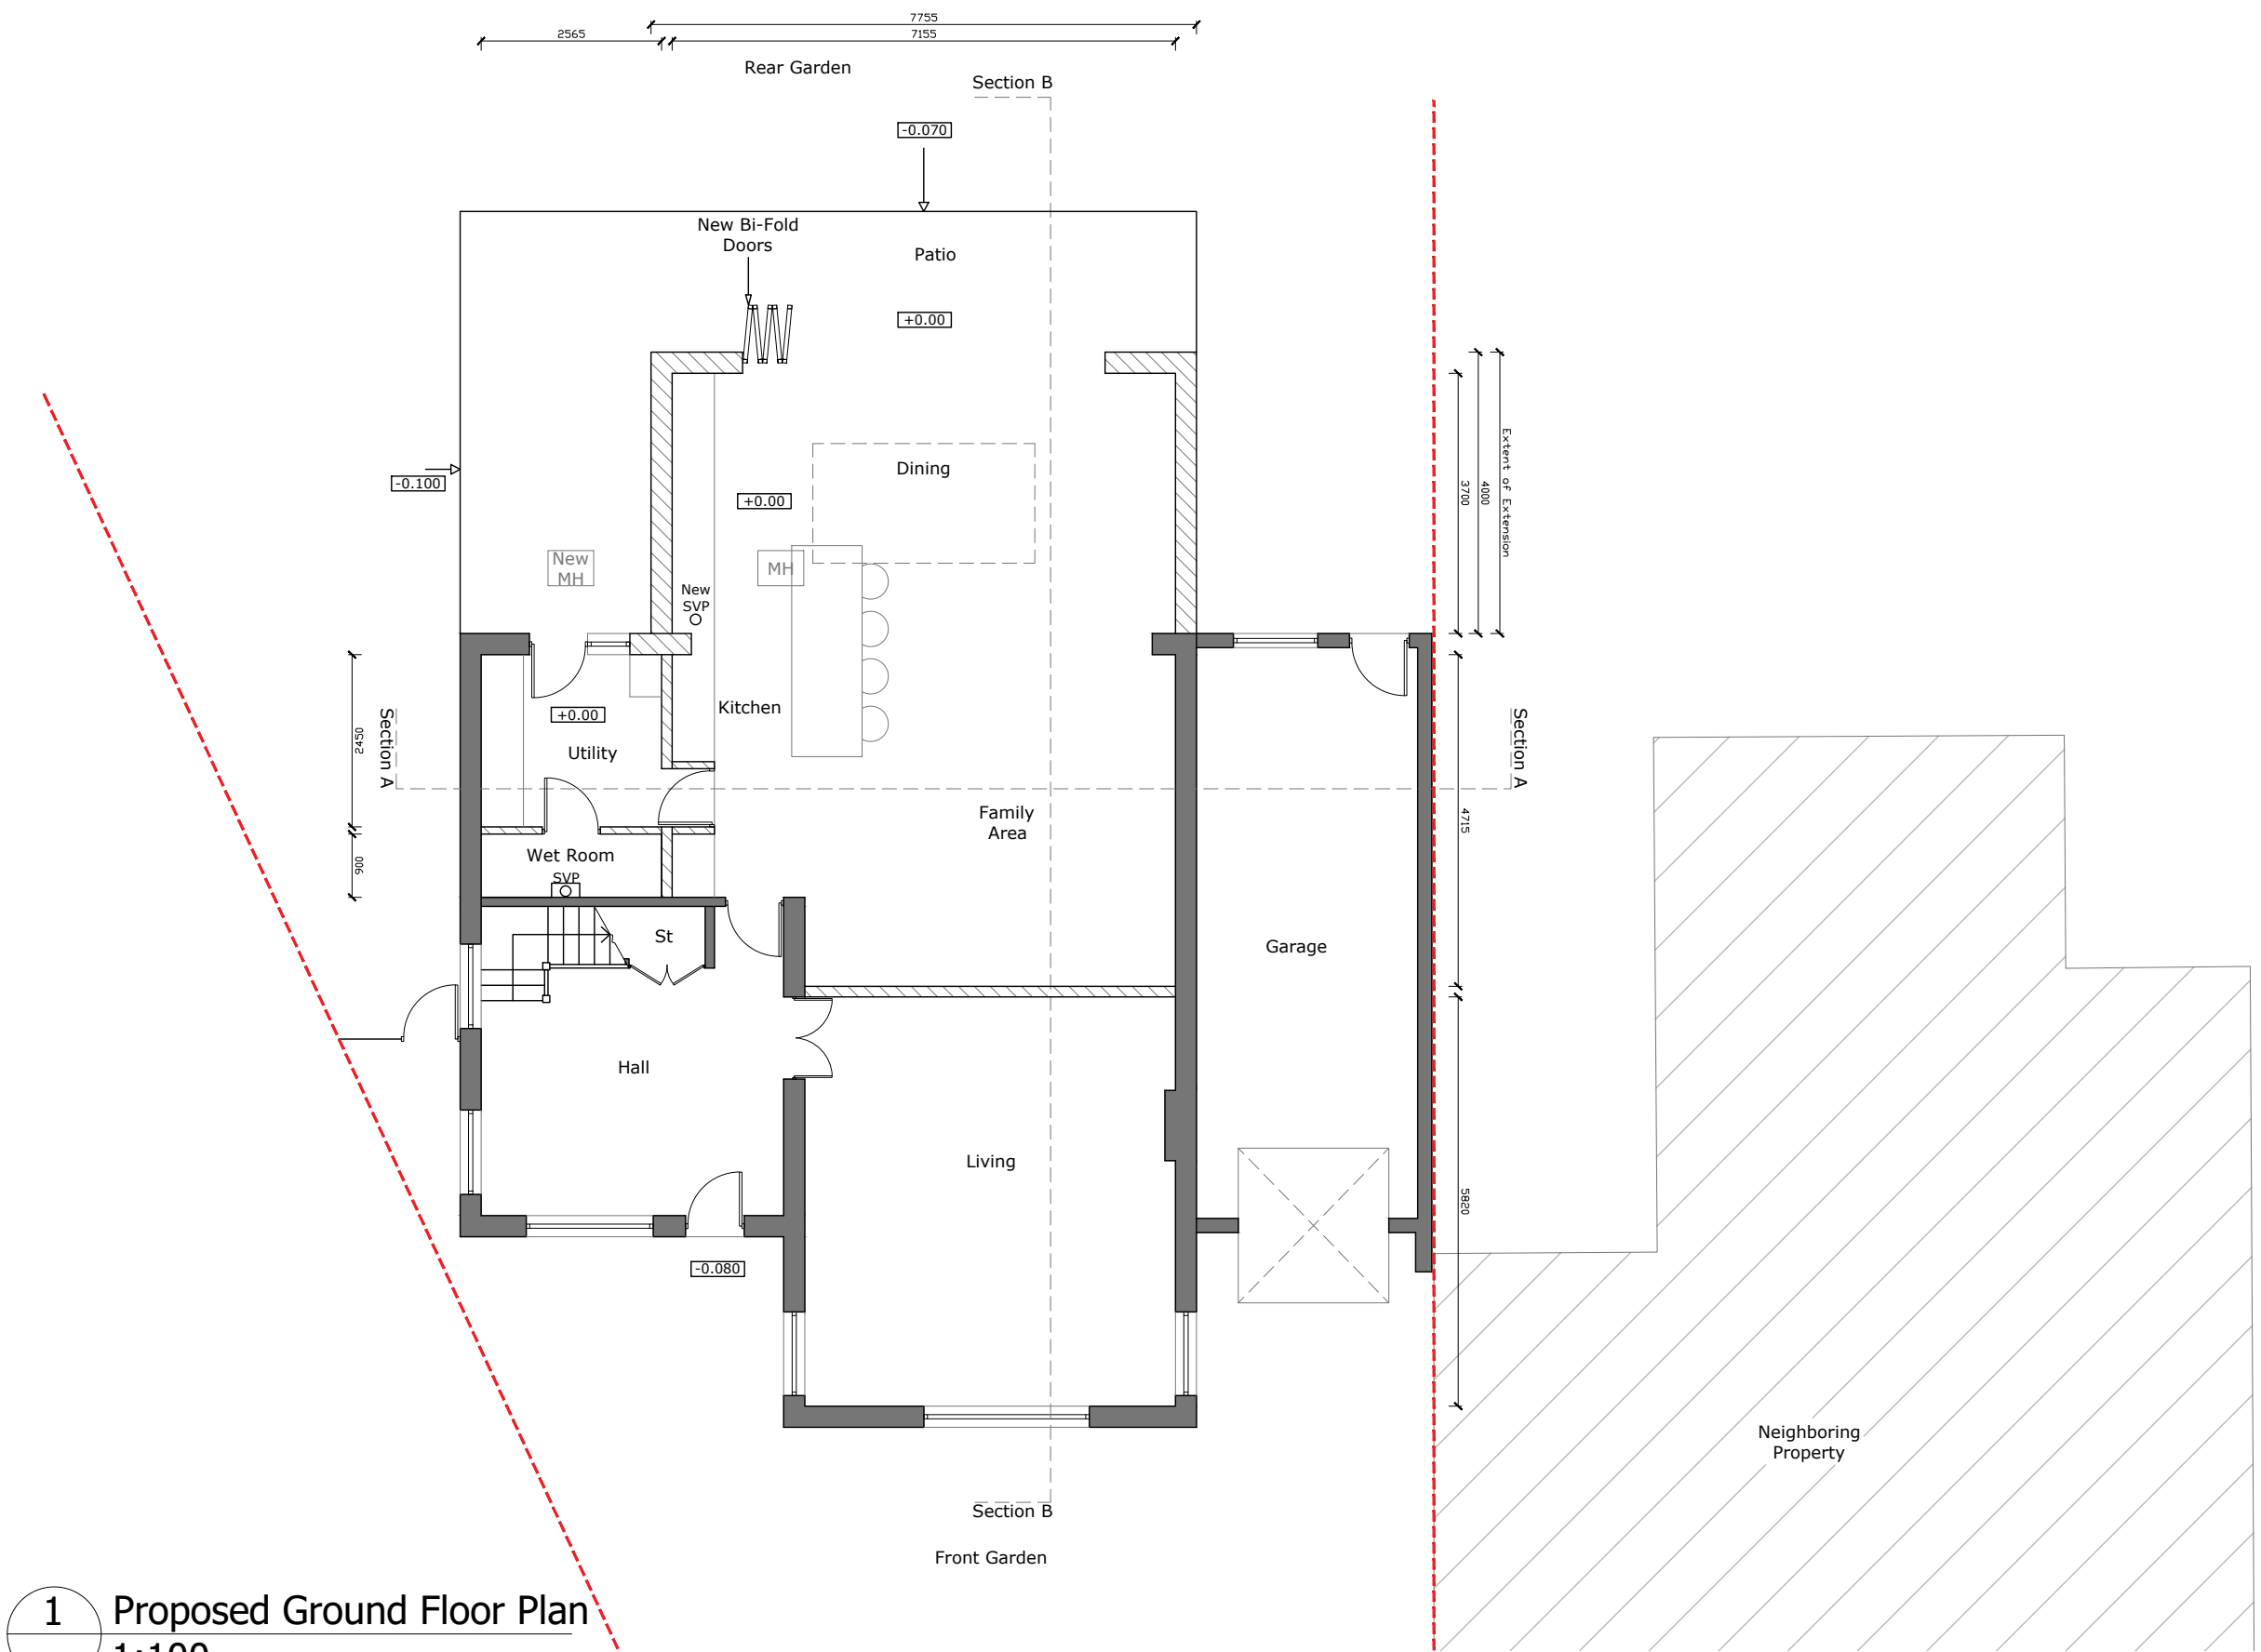 7755
2565
7155
Rear Garden
Section B
-0.070
New Bi-Fold
Doors
Patio
+0.00
Extent of Extension
4000
3700
Dining
-0.100
+0.00
New
MH
MH
New
SVP
Kitchen
+0.00
Utility
Section A
Section A
2450
4715
Family
Area
Wet Room
SVP
900
St
Garage
Hall
Living
5820
-0.080
Neighboring
Property
Section B
Front Garden
1
Proposed Ground Floor Plan
1:100